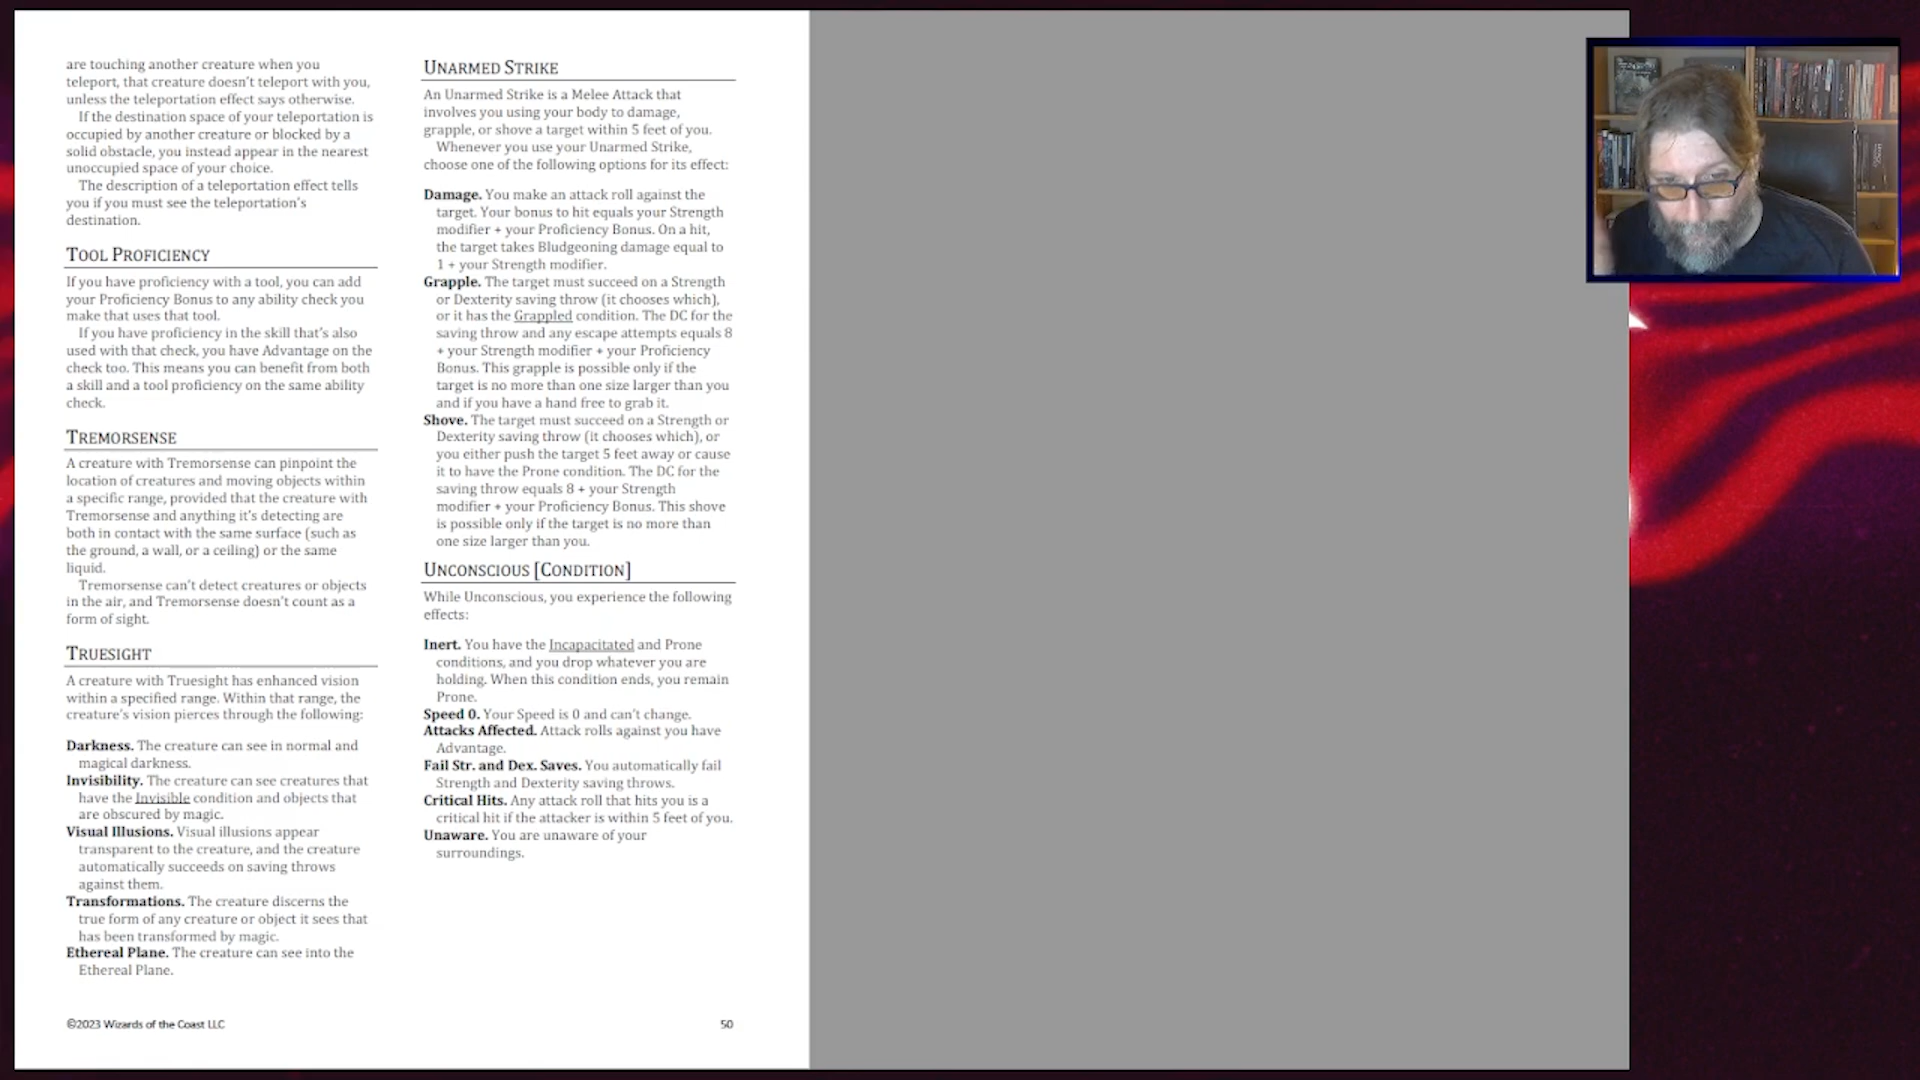 are touching another creature when you
teleport, that creature doesn't teleport with you,
unless the teleportation effect says otherwise.
If the destination space of your teleportation is
occupied by another creature or blocked by a
solid obstacle, you instead appear in the nearest
unoccupied space of your choice.
The description of a teleportation effect tells
you if you must see the teleportation's
destination.
TOOL PROFICIENCY
If you have proficiency with a tool, you can add
your Proficiency Bonus to any ability check you
make that uses that tool.
If you have proficiency in the skill that's also
used with that check, you have Advantage on the
check too. This means you can benefit from both
a skill and a tool proficiency on the same ability
check.
TREMORSENSE
A creature with Tremorsense can pinpoint the
location of creatures and moving objects within
a specific range, provided that the creature with
Tremorsense and anything it's detecting are
both in contact with the same surface (such as
the ground, a wall, or a ceiling) or the same
liquid.
Tremorsense can't detect creatures or objects
in the air, and Tremorsense doesn't count as a
form of sight.
TRUESIGHT
A creature with Truesight has enhanced vision
within a specified range. Within that range, the
creature's vision pierces through the following:
Darkness. The creature can see in normal and
magical darkness.
Invisibility. The creature can see creatures that
have the Invisible condition and objects that
are obscured by magic.
Visual Illusions. Visual illusions appear
transparent to the creature, and the creature
automatically succeeds on saving throws
against them.
Transformations. The creature discerns the
true form of any creature or object it sees that
has been transformed by magic.
Ethereal Plane. The creature can see into the
Ethereal Plane.
UNARMED STRIKE
An Unarmed Strike is a Melee Attack that
involves you using your body to damage,
grapple, or shove a target within 5 feet of you.
Whenever you use your Unarmed Strike,
choose one of the following options for its effect:
Damage. You make an attack roll against the
target. Your bonus to hit equals your Strength
modifier + your Proficiency Bonus. On a hit,
the target takes Bludgeoning damage equal to
1 + your Strength modifier.
Grapple. The target must succeed on a Strength
or Dexterity saving throw (it chooses which),
or it has the Grappled condition. The DC for the
saving throw and any escape attempts equals 8
+ your Strength modifier + your Proficiency
Bonus. This grapple is possible only if the
target is no more than one size larger than you
and if you have a hand free to grab it.
Shove. The target must succeed on a Strength or
Dexterity saving throw (it chooses which), or
you either push the target 5 feet away or cause
it to have the Prone condition. The DC for the
saving throw equals 8 + your Strength
modifier + your Proficiency Bonus. This shove
is possible only if the target is no more than
one size larger than you.
UNCONSCIOUS [CONDITION]
While Unconscious, you experience the following
effects:
Inert. You have the Incapacitated and Prone
conditions, and you drop whatever you are
holding. When this condition ends, you remain
Prone.
Speed 0. Your Speed is 0 and can't change.
Attacks Affected. Attack rolls against you have
Advantage.
Fail Str. and Dex. Saves. You automatically fail
Strength and Dexterity saving throws.
Critical Hits. Any attack roll that hits you is a
critical hit if the attacker is within 5 feet of you.
Unaware. You are unaware of your
surroundings.
©2023 Wizards of the Coast LLC
50